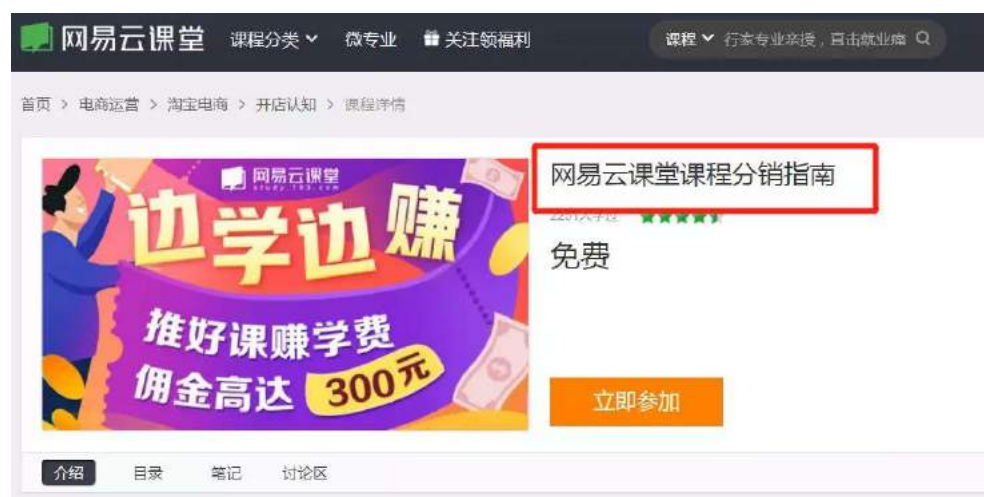 网易云课堂 课程分类 微专业 关注领福利 课程 行家专业亲授，直击就业痛
首页 > 电商运营 > 淘宝电商 > 开店认知 > 课程详情
网易云课堂
study.163.com
边学边赚
推好课赚学费
佣金高达 300元
网易云课堂课程分销指南
免费
立即参加
介绍 目录 笔记 讨论区